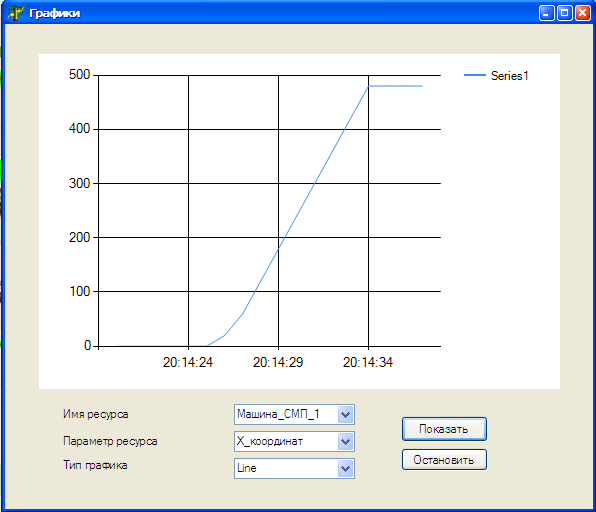 Графики
500
Series1
400
300
200
100
0
20:14:24 20:14:29 20:14:34
Имя ресурса Машина_СМП_1 Показать
Параметр ресурса Х_координат
Остановить
Тип графика Line